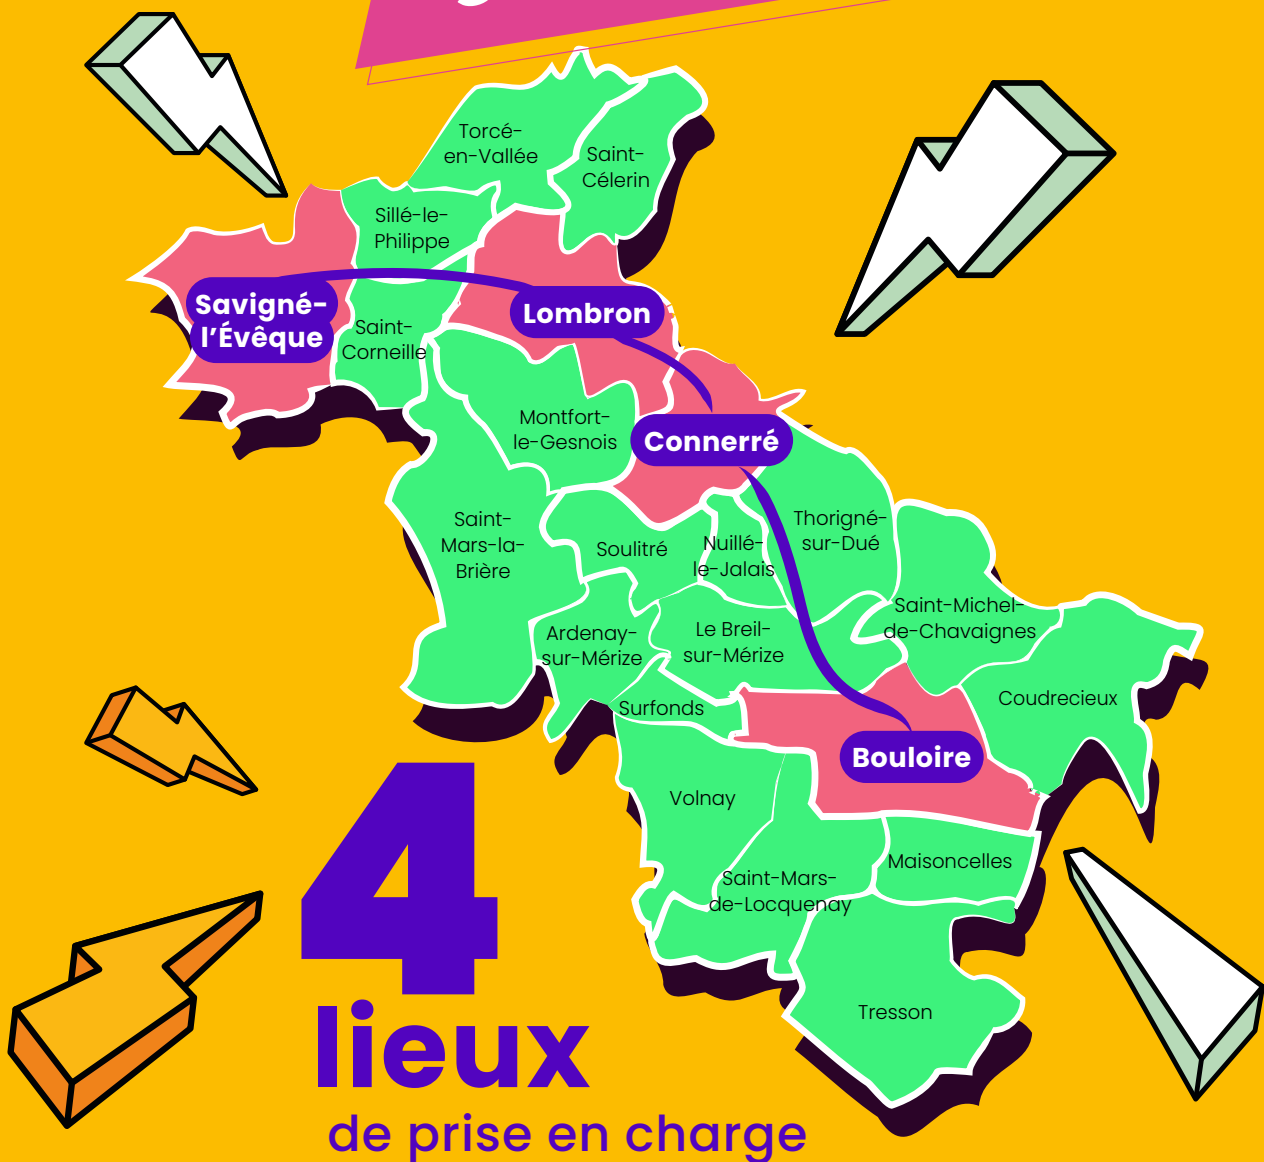 Torcé-
en-Vallée
Saint-
Célerin
Sillé-le-
Philippe
Savigné-
l'Évêque
Lombron
Saint-
Corneille
Montfort-
le-Gesnois
Connerré
Saint-
Mars-la-
Brière
Soulitré
Nuillé-
le-Jalais
Thorigné-
sur-Dué
Saint-Michel-
de-Chavaignes
Ardenay-
sur-Mérize
Le Breil-
sur-Mérize
Surfonds
Coudrecieux
Bouloire
Volnay
Maisoncelles
Saint-Mars-
de-Locquenay
Tresson
4
lieux
de prise en charge